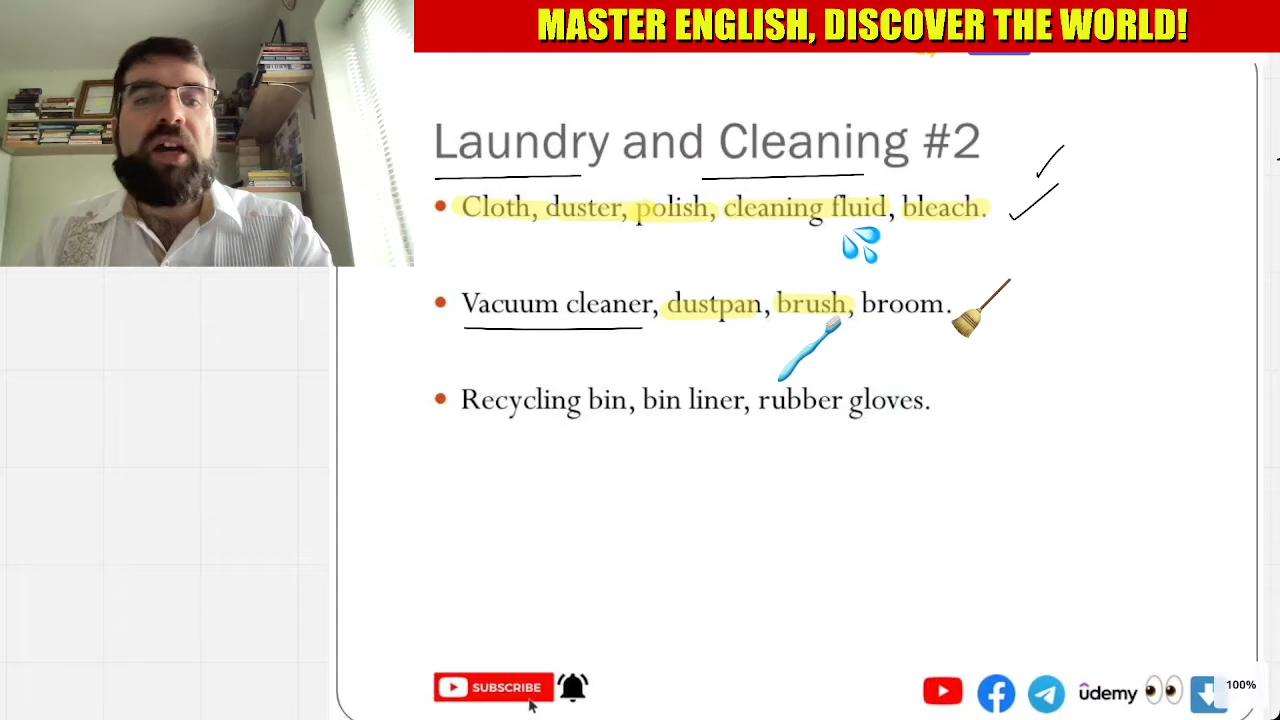 MASTER ENGLISH, DISCOVER THE WORLD!
Laundry and Cleaning #2
• Cloth, duster, polish, cleaning fluid, bleach.
• Vacuum cleaner, dustpan, brush, broom.
• Recycling bin, bin liner, rubber gloves.
SUBSCRIBE
ûdemy
100%